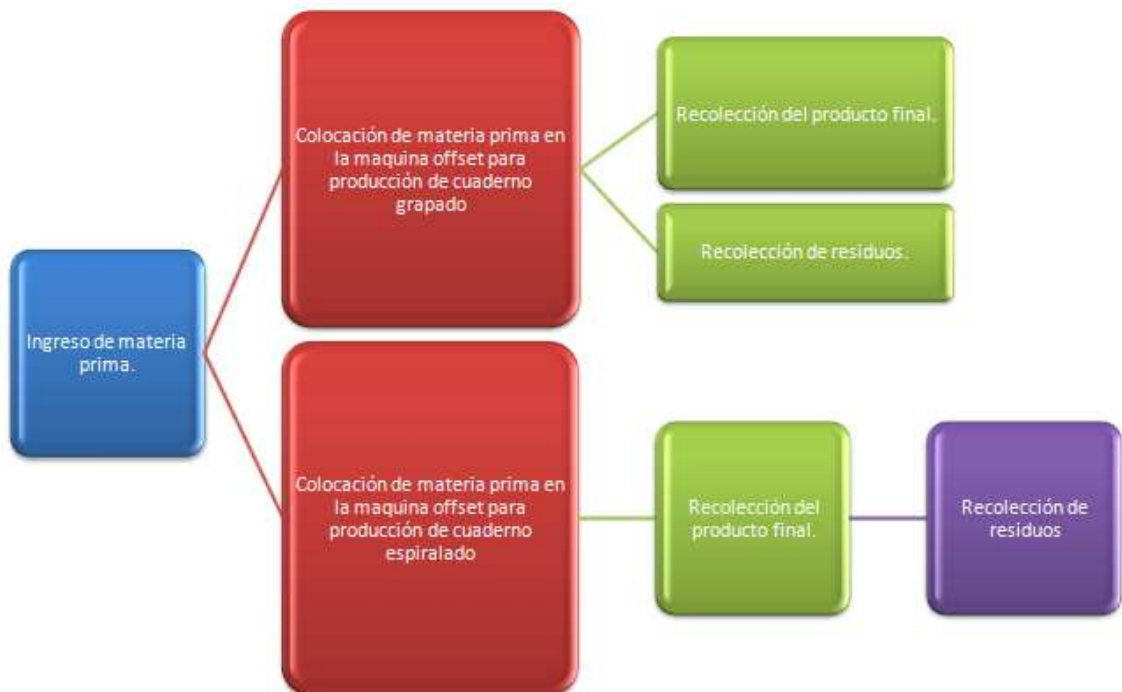 Ingreso de materia
prima.
Colocación de materia prima en
la maquina offset para
producción de cuaderno
grapado
Recolección del producto final.
Recolección de residuos.
Colocación de materia prima en
la maquina offset para
producción de cuaderno
espiralado
Recolección del
producto final.
Recolección de
residuos